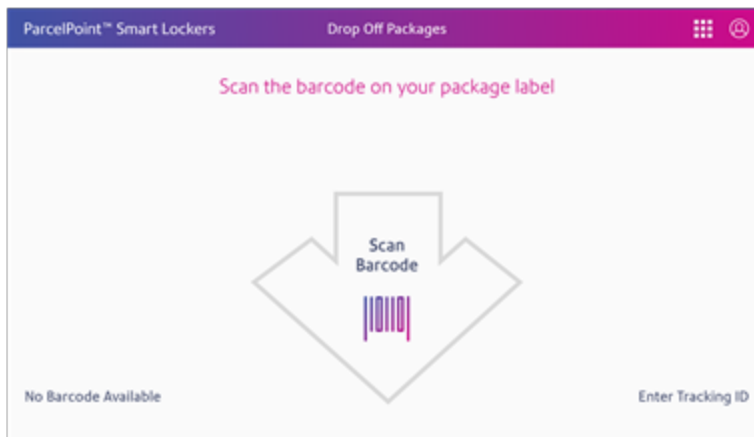 ParcelPoint™ Smart Lockers
Drop Off Packages
Scan the barcode on your package label
Scan
Barcode
No Barcode Available
Enter Tracking ID